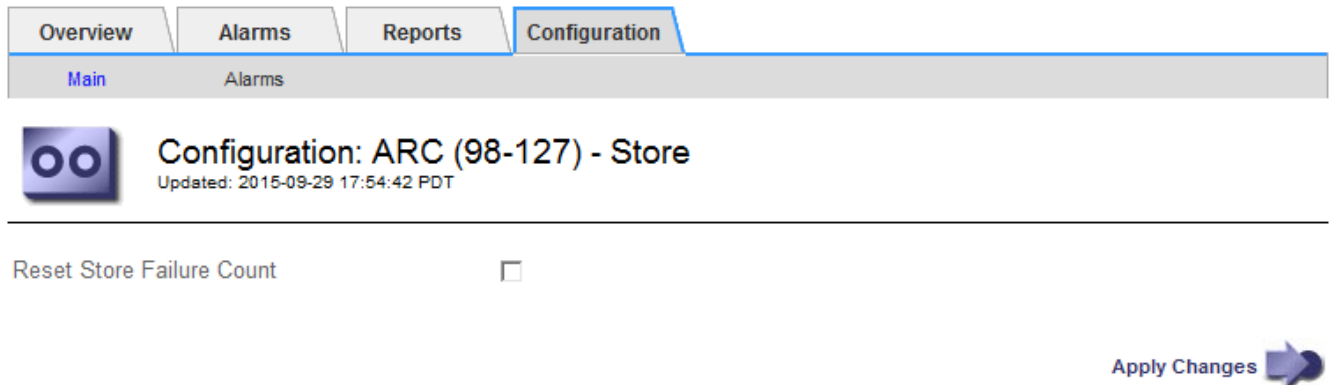 Overview Alarms Reports Configuration
Main Alarms
Configuration: ARC (98-127) - Store
Updated: 2015-09-29 17:54:42 PDT
Reset Store Failure Count
Apply Changes